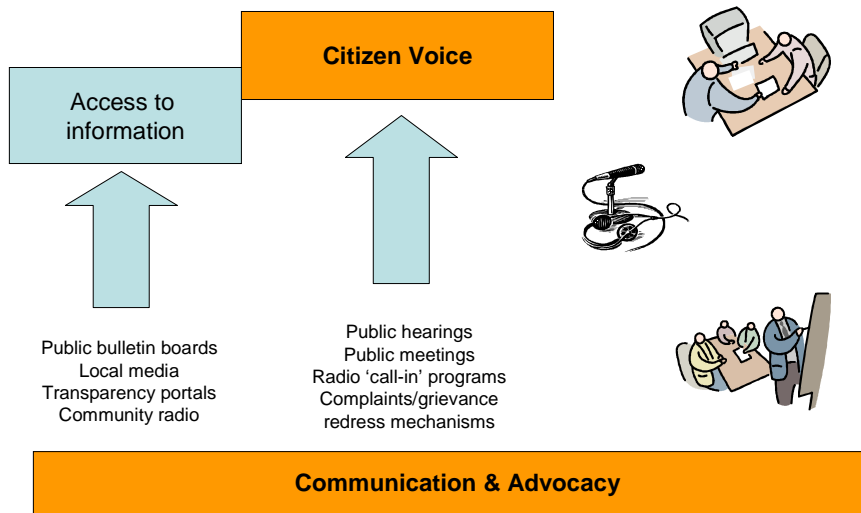 Citizen Voice
Access to
information
Public bulletin boards
Local media
Transparency portals
Community radio
Public hearings
Public meetings
Radio ‘call-in’ programs
Complaints/grievance
redress mechanisms
Communication & Advocacy